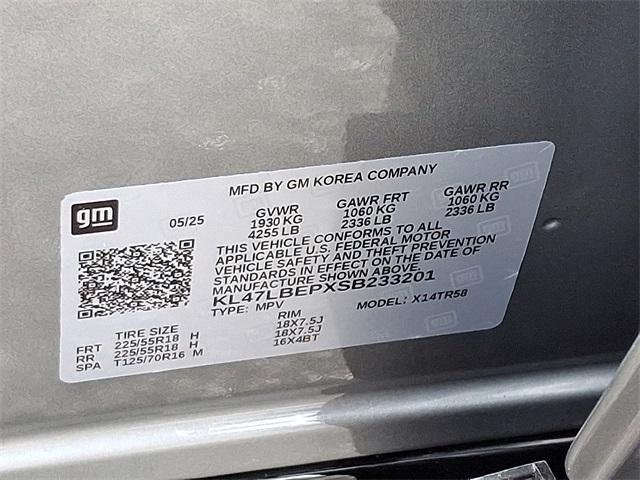 MFD BY GM KOREA COMPANY
gm
05/25
GVWR GAWR FRT GAWR RR
1930 KG 1060 KG 1060 KG
4255 LB 2336 LB 2336 LB
THIS VEHICLE CONFORMS TO ALL
APPLICABLE U.S. FEDERAL MOTOR
VEHICLE SAFETY AND THEFT PREVENTION
STANDARDS IN EFFECT ON THE DATE OF
MANUFACTURE SHOWN ABOVE.
KL47LBEPXSB233201
TYPE: MPV MODEL: X14TR58
TIRE SIZE RIM
FRT 225/55R18 H 18X7.5J
RR 225/55R18 H 18X7.5J
SPA T125/70R16 M 16X4BT